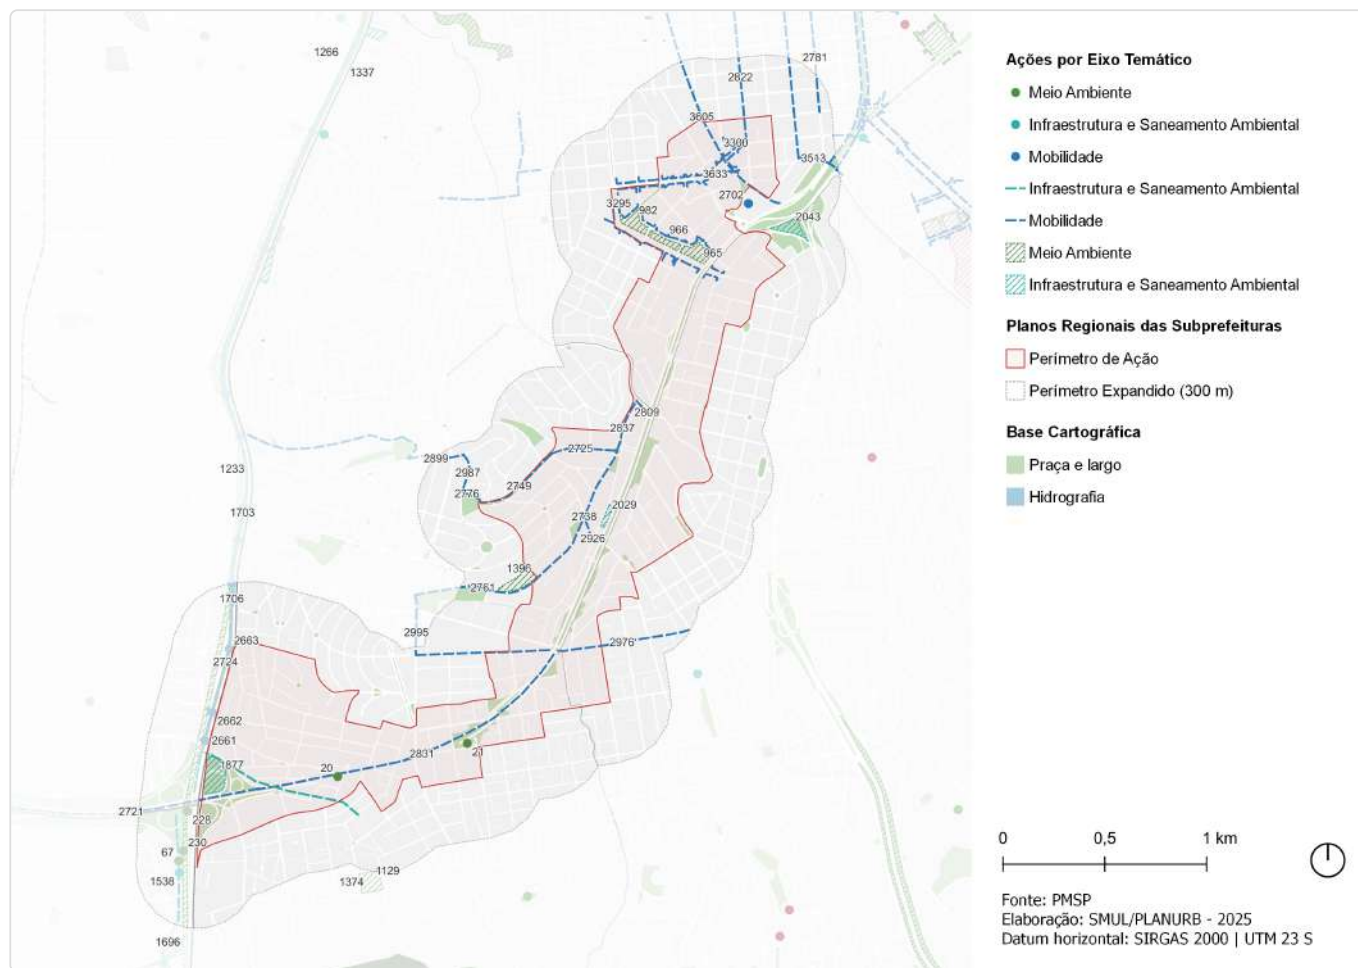 1266
1337
2781
2822
3605
3300
3513
3633
2702
3295
982
2043
966
965
2809
2837
2725
2899
2987
1233
2749
2776
2029
1703
2738
2926
1396
2761
1706
2995
2663
2976
2724
2662
2661
2831
21
1877
20
2721
228
230
67
1129
1538
1374
1696
Ações por Eixo Temático
Meio Ambiente
Infraestrutura e Saneamento Ambiental
Mobilidade
Infraestrutura e Saneamento Ambiental
Mobilidade
Meio Ambiente
Infraestrutura e Saneamento Ambiental
Planos Regionais das Subprefeituras
Perímetro de Ação
Perímetro Expandido (300 m)
Base Cartográfica
Praça e largo
Hidrografia
0 0,5 1 km
Fonte: PMSP
Elaboração: SMUL/PLANURB - 2025
Datum horizontal: SIRGAS 2000 | UTM 23 S